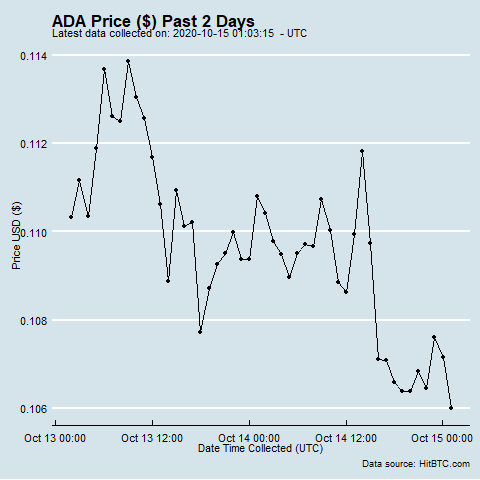 ADA Price ($) Past 2 Days
Latest data collected on: 2020-10-15 01:03:15 - UTC
0.114
0.112
0.110
0.108
0.106
Price USD ($)
Oct 13 00:00 Oct 13 12:00 Oct 14 00:00 Oct 14 12:00 Oct 15 00:00
Date Time Collected (UTC)
Data source: HitBTC.com